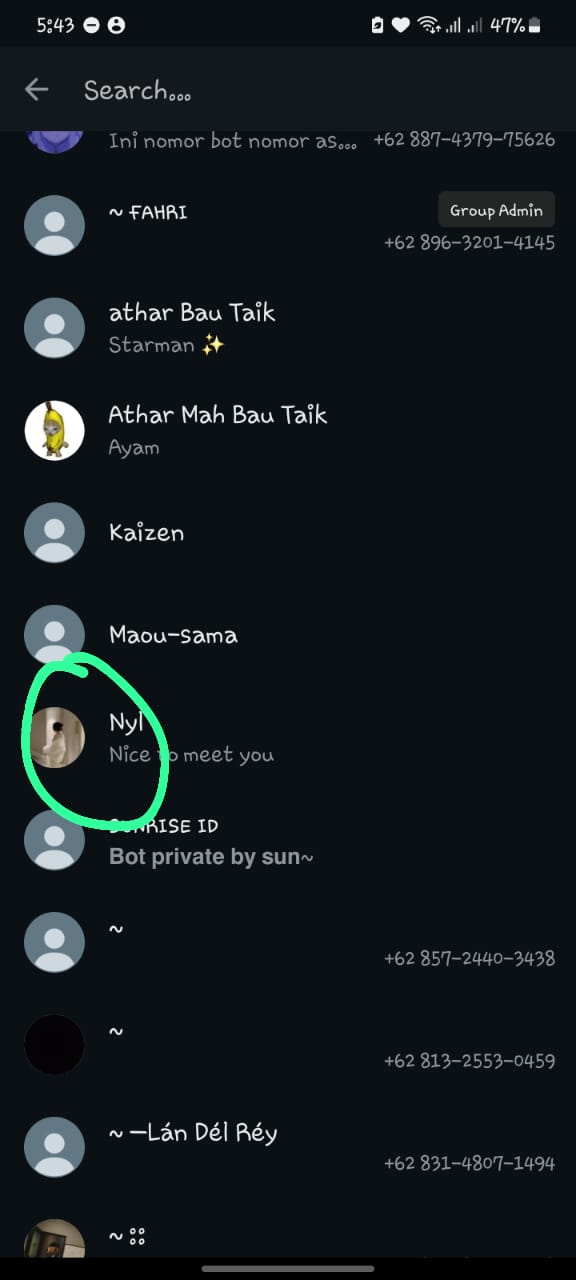 5:43
47%
Search...
Ini nomor bot nomor as... +62 887-4379-75626
~ FAHRI
Group Admin
+62 896-3201-4145
athar Bau Taik
Starman ✨
Athar Mah Bau Taik
Ayam
Kaizen
Maou-sama
Nyl
Nice to meet you
SUNRISE ID
Bot private by sun~
~
+62 857-2440-3438
~
+62 813-2553-0459
~ —Lán Dél Réy
+62 831-4807-1494
~ ⠿